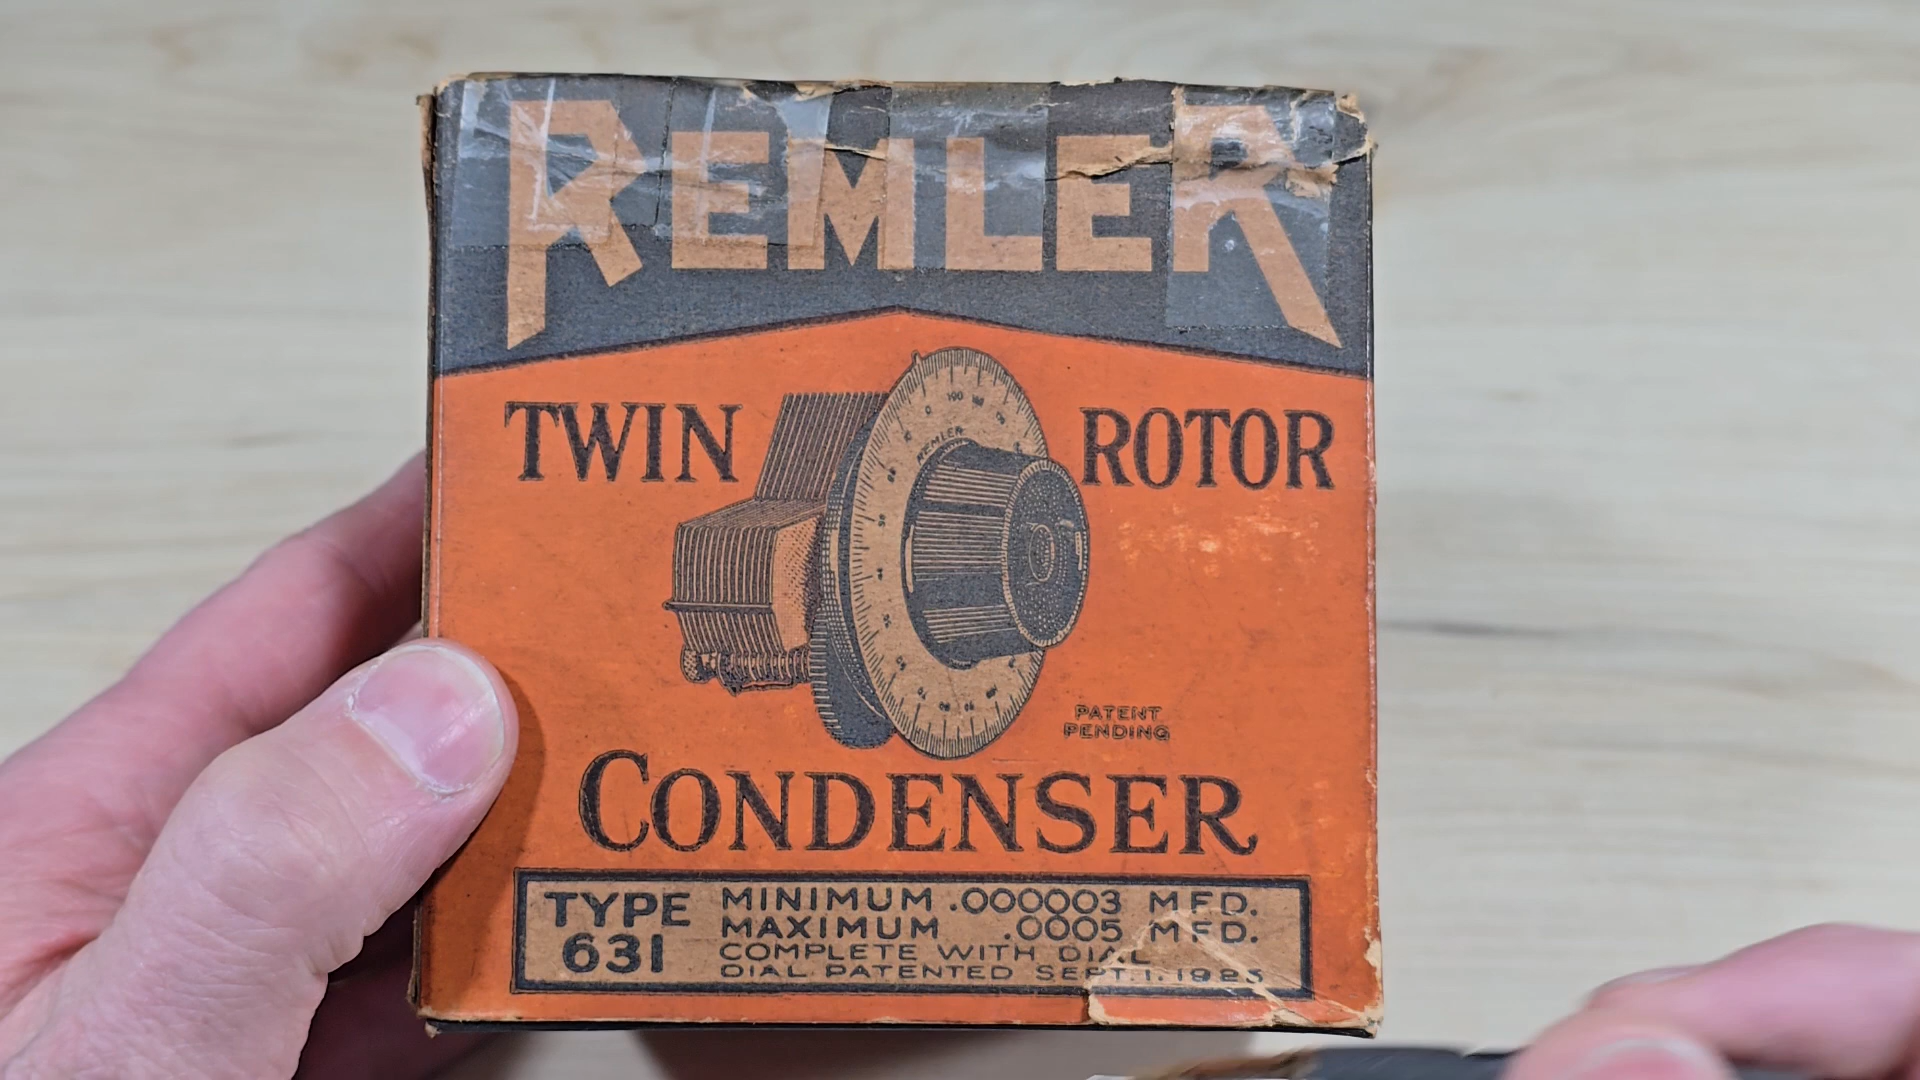 REMLER
TWIN ROTOR
REMLER
CONDENSER
PATENT
PENDING
TYPE
631
MINIMUM .000003 MFD.
MAXIMUM .0005 MFD.
COMPLETE WITH DIAL
DIAL PATENTED SEPT. 1. 1923